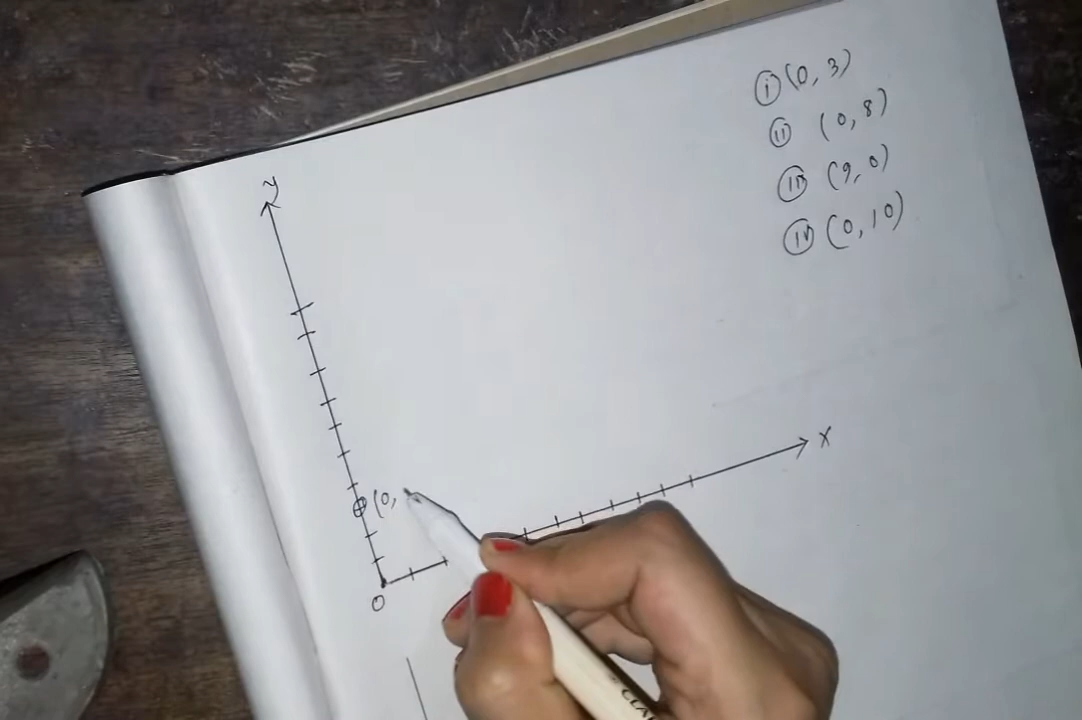 (i) (0, 3)
(ii) (0, 8)
(iii) (9, 0)
(iv) (0, 10)
y
X
(0,
O